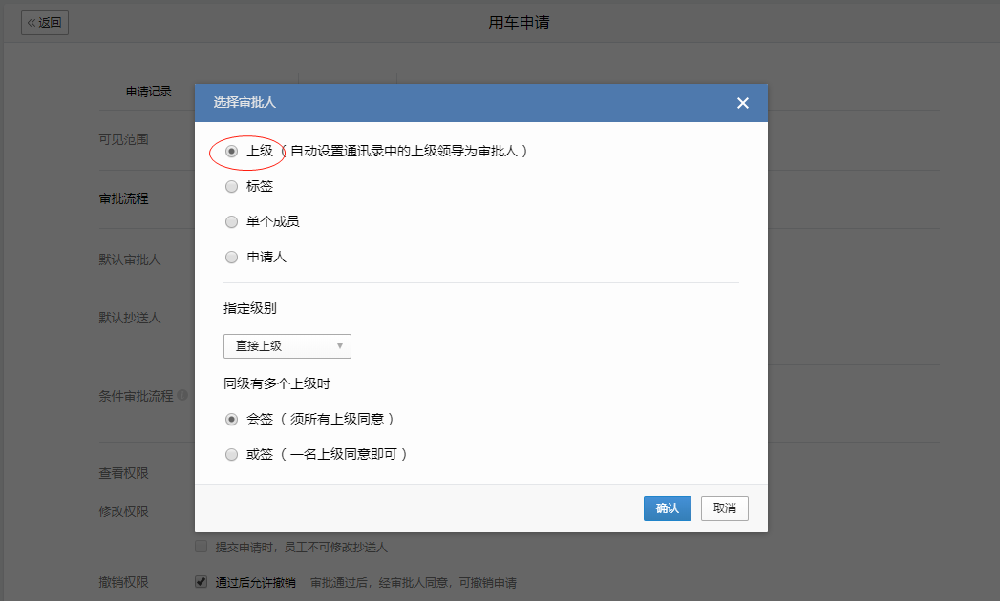 返回
用车申请
申请记录
选择审批人
可见范围
上级（自动设置通讯录中的上级领导为审批人）
标签
审批流程
单个成员
申请人
默认审批人
指定级别
默认抄送人
直接上级
同级有多个上级时
条件审批流程
会签（须所有上级同意）
或签（一名上级同意即可）
查看权限
修改权限
确认 取消
提交申请时，员工不可修改抄送人
撤销权限 通过后允许撤销 审批通过后，经审批人同意，可撤销申请